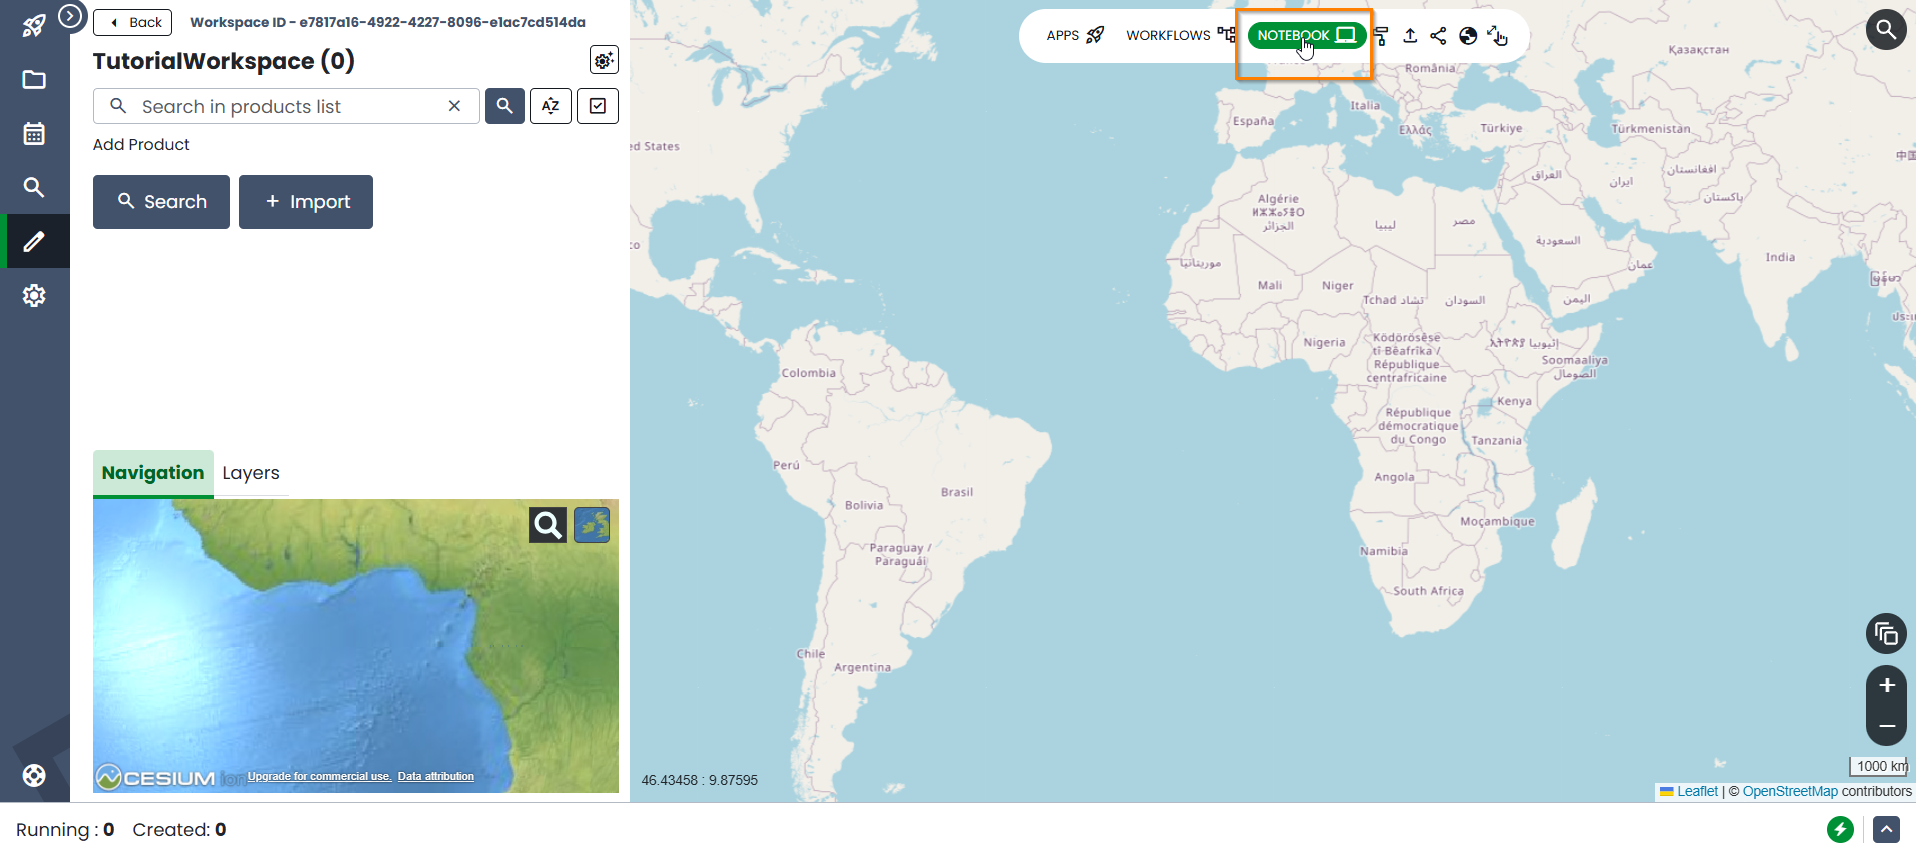 Back
Workspace ID - e7817a16-4922-4227-8096-e1ac7cd514da
TutorialWorkspace (0)
Search in products list
AZ
Add Product
Search
Import
Navigation
Layers
CESIUM ion
Upgrade for commercial use.
Data attribution
APPS
WORKFLOWS
NOTEBOOK
Қазақстан
România
Italia
España
Ελλάς
Türkiye
Türkmenistan
ed States
افغانستان
العراق
ایران
پاکستان
Algérie
ⵍⵣⵣⴰⵢⴻⵔ
الجزائر
ليبيا
مصر
السعودية
India
عمان
موريتانيا
Mali
Niger
Tchad تشاد
السودان
اليمن
Nigeria
Ködörösêse
tî Bêafrîka /
République
centrafricaine
ኢትዮጵያ إثيوبيا
Soomaaliya
الصومال
co
Colombia
Kenya
République
démocratique
du Congo
Tanzania
Perú
Angola
Brasil
Bolivia
Moçambique
Paraguay /
Paraguái
Namibia
South Africa
Chile
Argentina
46.43458 : 9.87595
1000 km
Leaflet | © OpenStreetMap contributors
Running : 0
Created: 0